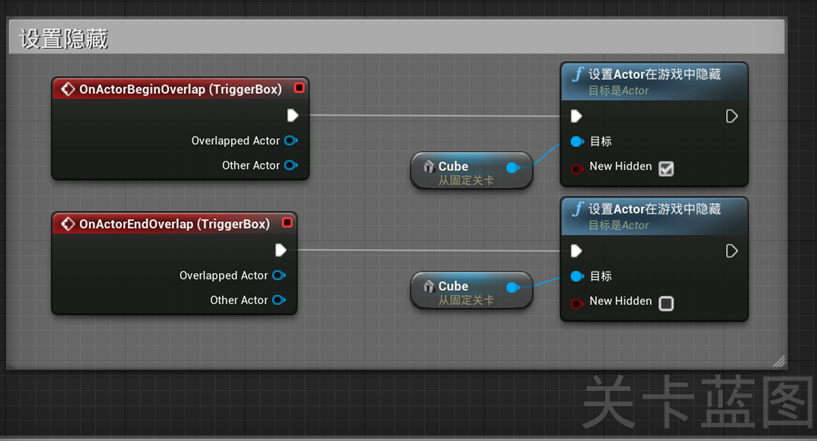 设置隐藏
OnActorBeginOverlap (TriggerBox)
Overlapped Actor
Other Actor
Cube
从固定关卡
设置Actor在游戏中隐藏
目标是Actor
目标
New Hidden
OnActorEndOverlap (TriggerBox)
Overlapped Actor
Other Actor
Cube
从固定关卡
设置Actor在游戏中隐藏
目标是Actor
目标
New Hidden
关卡蓝图